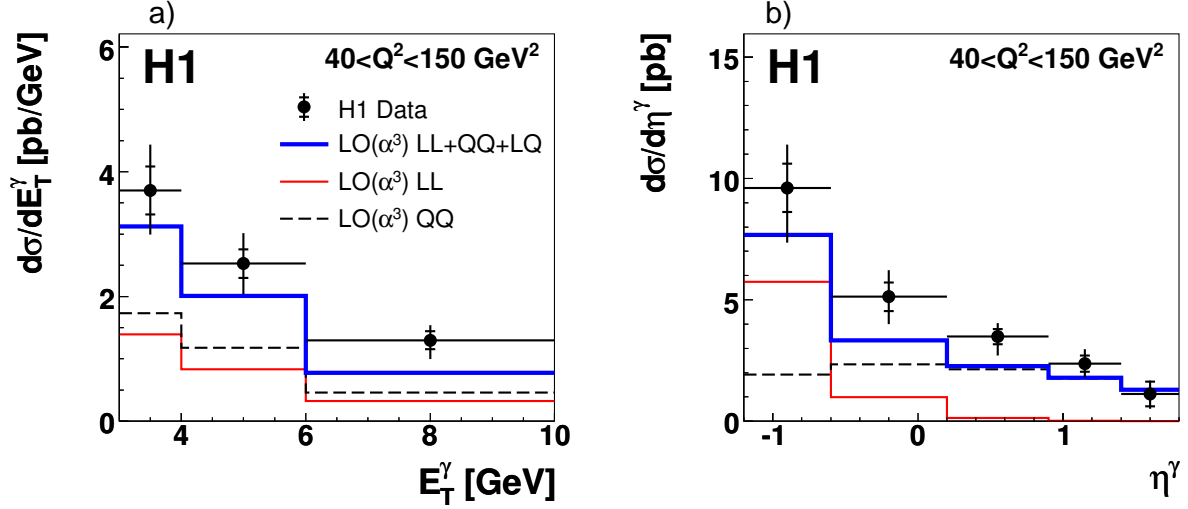 a)
H1
40<Q²<150 GeV²
H1 Data
LO(α³) LL+QQ+LQ
LO(α³) LL
LO(α³) QQ
dσ/dE_T^γ [pb/GeV]
6
4
2
0
4 6 8 10
E_T^γ [GeV]
b)
H1
40<Q²<150 GeV²
dσ/dη^γ [pb]
15
10
5
0
-1 0 1
η^γ